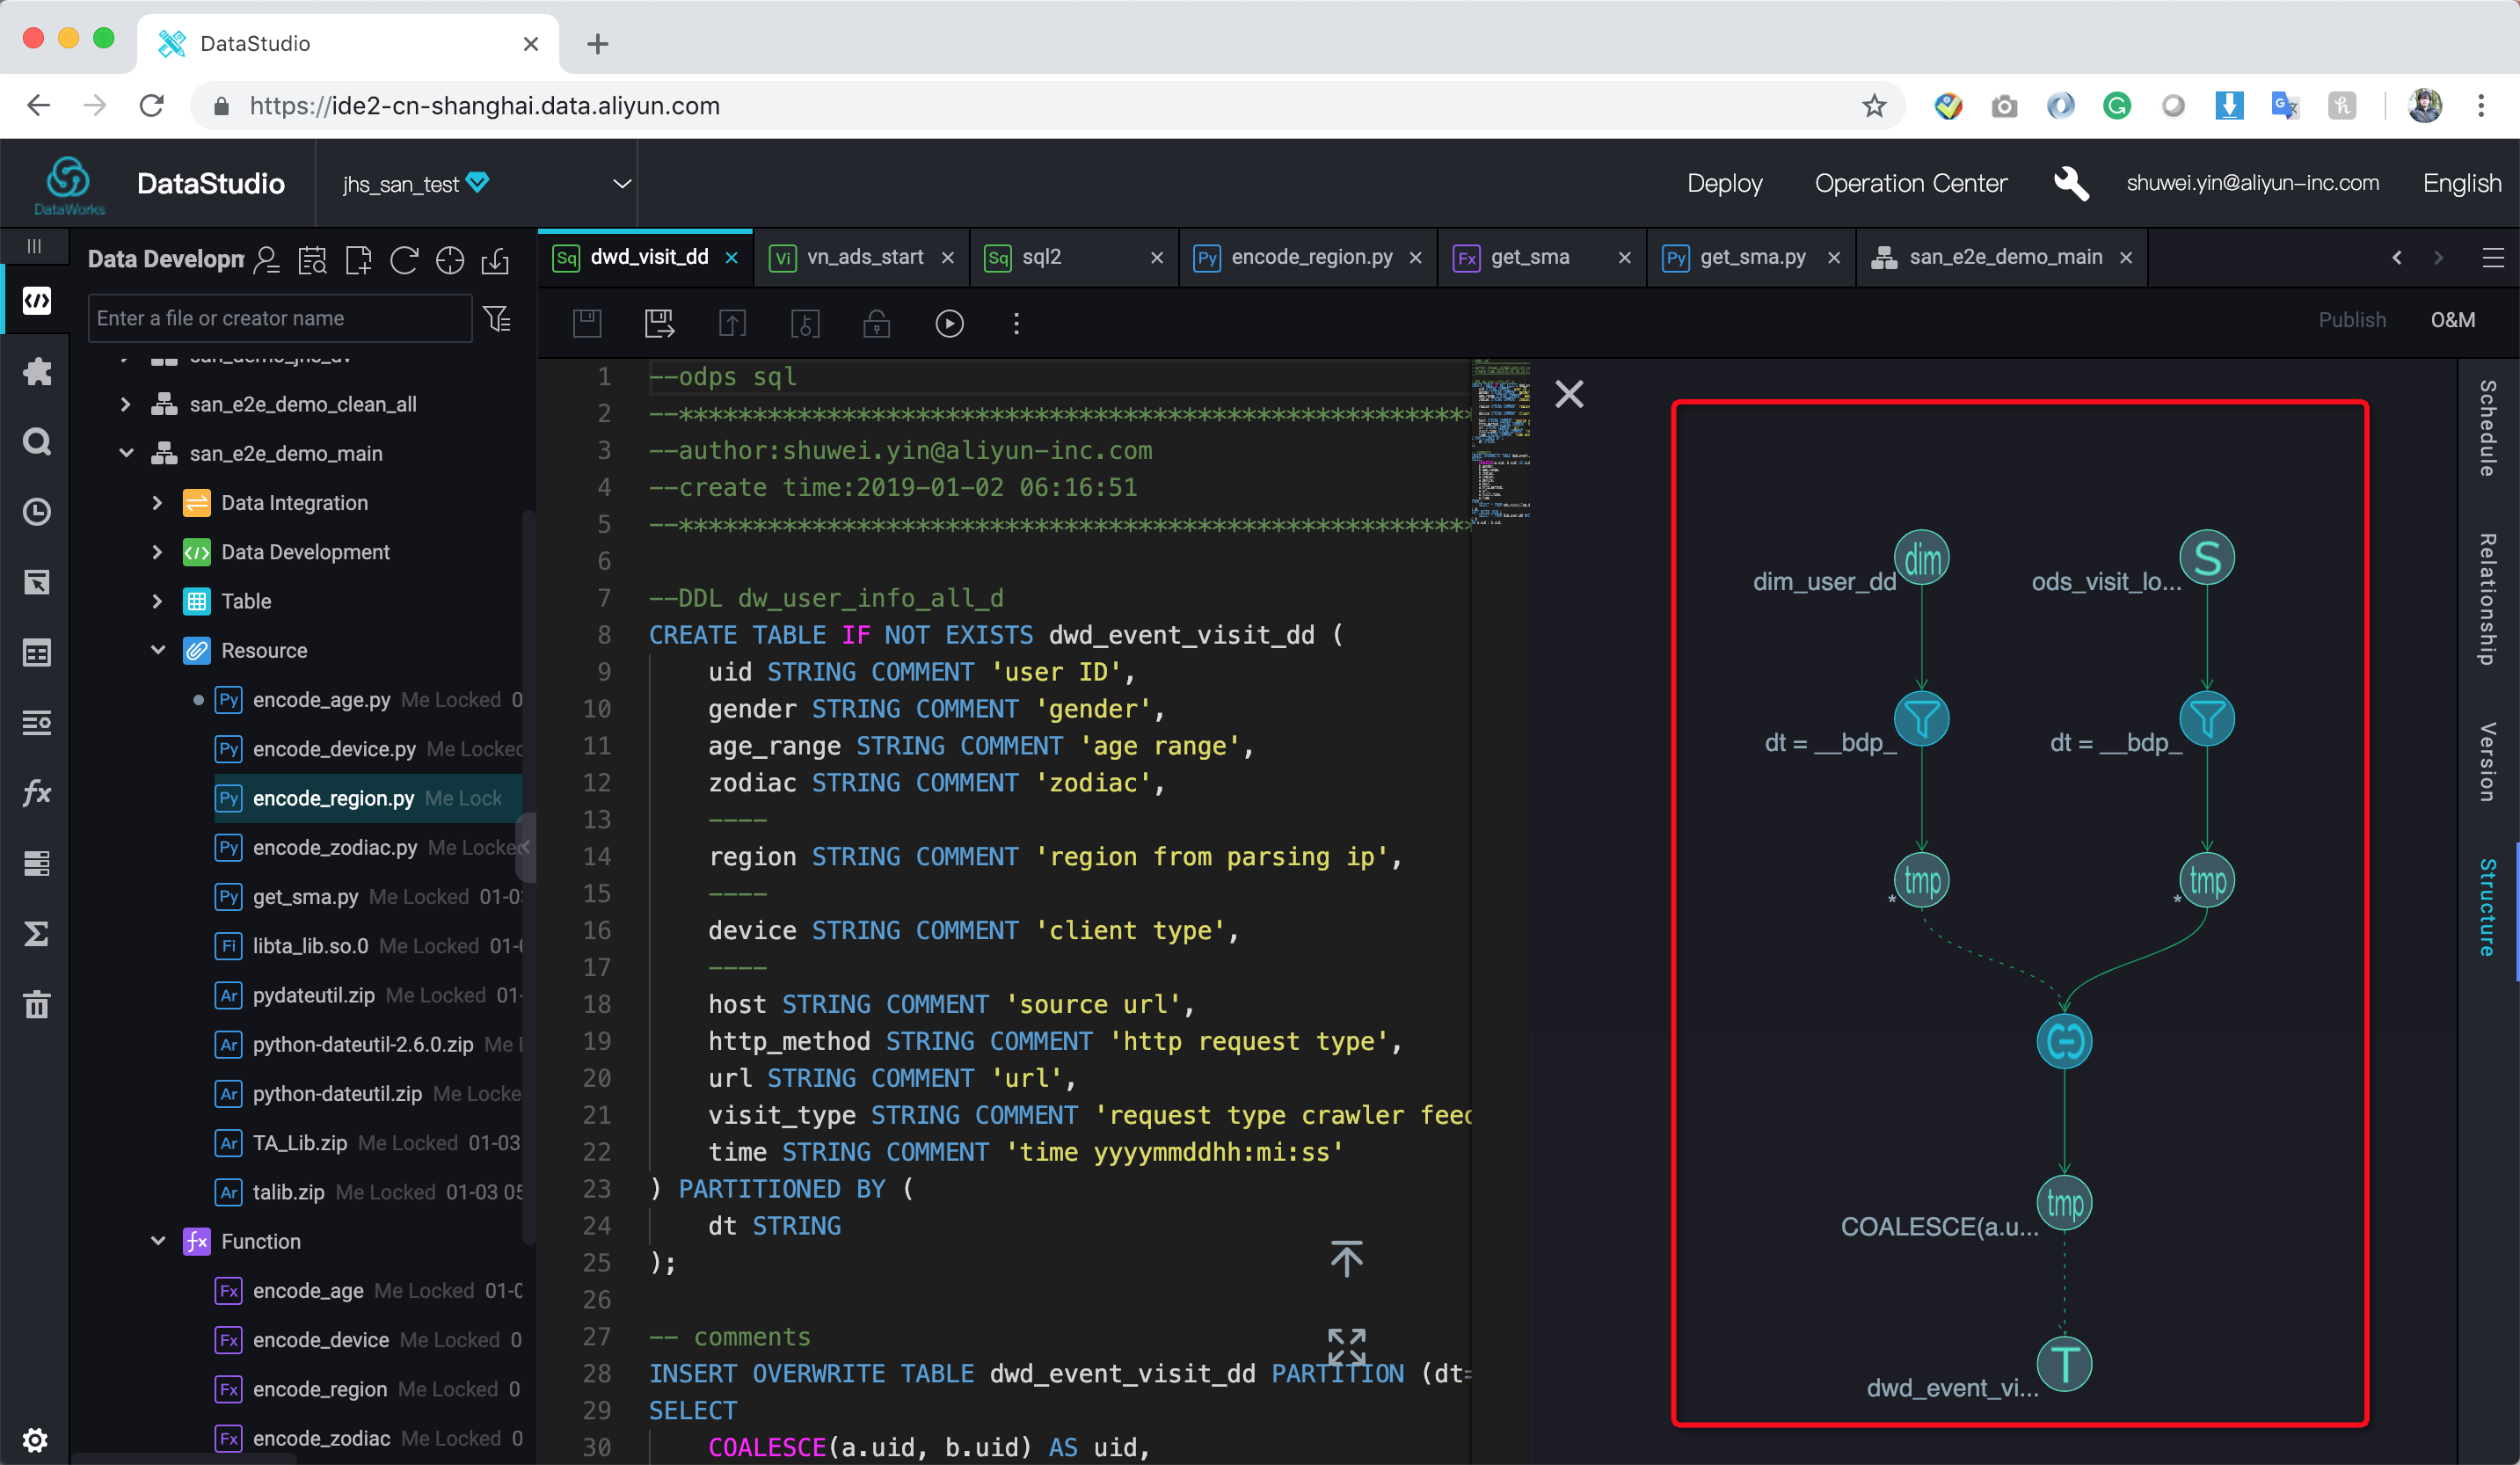 DataStudio
https://ide2-cn-shanghai.data.aliyun.com
DataWorks
DataStudio
jhs_san_test
Deploy
Operation Center
shuwei.yin@aliyun-inc.com
English
Data Developm
dwd_visit_dd
vn_ads_start
sql2
encode_region.py
get_sma
get_sma.py
san_e2e_demo_main
Enter a file or creator name
Publish
O&M
san_demo_jhs_dv
san_e2e_demo_clean_all
san_e2e_demo_main
Data Integration
Data Development
Table
Resource
Py encode_age.py Me Locked 0
Py encode_device.py Me Locked
Py encode_region.py Me Lock
Py encode_zodiac.py Me Locked
Py get_sma.py Me Locked 01-03
Fi libta_lib.so.0 Me Locked 01-0
Ar pydateutil.zip Me Locked 01-
Ar python-dateutil-2.6.0.zip Me L
Ar python-dateutil.zip Me Locke
Ar TA_Lib.zip Me Locked 01-03
Ar talib.zip Me Locked 01-03 05
fx Function
Fx encode_age Me Locked 01-0
Fx encode_device Me Locked 0
Fx encode_region Me Locked 0
Fx encode_zodiac Me Locked 0
1 --odps sql
2 --******************************************************
3 --author:shuwei.yin@aliyun-inc.com
4 --create time:2019-01-02 06:16:51
5 --******************************************************
6
7 --DDL dw_user_info_all_d
8 CREATE TABLE IF NOT EXISTS dwd_event_visit_dd (
9 uid STRING COMMENT 'user ID',
10 gender STRING COMMENT 'gender',
11 age_range STRING COMMENT 'age range',
12 zodiac STRING COMMENT 'zodiac',
13 ----
14 region STRING COMMENT 'region from parsing ip',
15 ----
16 device STRING COMMENT 'client type',
17 ----
18 host STRING COMMENT 'source url',
19 http_method STRING COMMENT 'http request type',
20 url STRING COMMENT 'url',
21 visit_type STRING COMMENT 'request type crawler feed
22 time STRING COMMENT 'time yyyymmddhh:mi:ss'
23 ) PARTITIONED BY (
24 dt STRING
25 );
26
27 -- comments
28 INSERT OVERWRITE TABLE dwd_event_visit_dd PARTITION (dt=
29 SELECT
30 COALESCE(a.uid, b.uid) AS uid,
dim
dim_user_dd
S
ods_visit_lo...
dt = __bdp_
dt = __bdp_
tmp
*
tmp
*
tmp
COALESCE(a.u...
T
dwd_event_vi...
Schedule
Relationship
Version
Structure